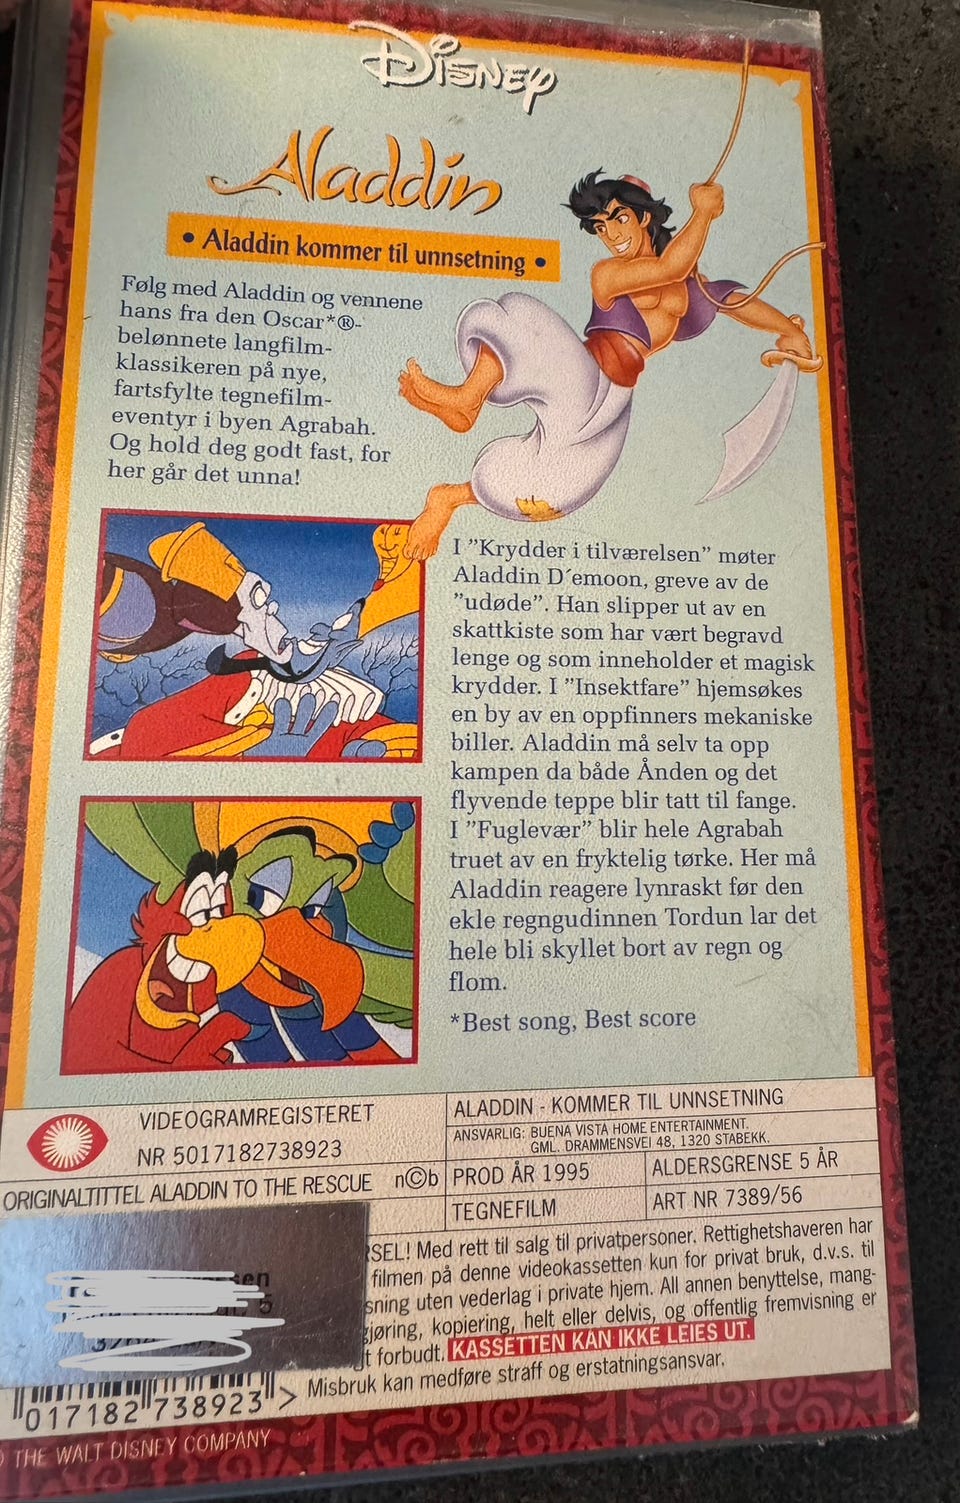 DISNEY
Aladdin
• Aladdin kommer til unnsetning •
Følg med Aladdin og vennene
hans fra den Oscar*®-
belønnete langfilm-
klassikeren på nye,
fartsfylte tegnefilm-
eventyr i byen Agrabah.
Og hold deg godt fast, for
her går det unna!
I "Krydder i tilværelsen" møter
Aladdin D´emoon, greve av de
"udøde". Han slipper ut av en
skattkiste som har vært begravd
lenge og som inneholder et magisk
krydder. I "Insektfare" hjemsøkes
en by av en oppfinners mekaniske
biller. Aladdin må selv ta opp
kampen da både Ånden og det
flyvende teppe blir tatt til fange.
I "Fuglevær" blir hele Agrabah
truet av en fryktelig tørke. Her må
Aladdin reagere lynraskt før den
ekle regngudinnen Tordun lar det
hele bli skyllet bort av regn og
flom.
*Best song, Best score
VIDEOGRAMREGISTERET
NR 5017182738923
ORIGINALTITTEL ALADDIN TO THE RESCUE n©b
ALADDIN - KOMMER TIL UNNSETNING
ANSVARLIG: BUENA VISTA HOME ENTERTAINMENT.
GML. DRAMMENSVEI 48, 1320 STABEKK.
PROD ÅR 1995
ALDERSGRENSE 5 ÅR
TEGNEFILM
ART NR 7389/56
RSEL! Med rett til salg til privatpersoner. Rettighetshaveren har
filmen på denne videokassetten kun for privat bruk, d.v.s. til
sning uten vederlag i private hjem. All annen benyttelse, mang-
gjøring, kopiering, helt eller delvis, og offentlig fremvisning er
t forbudt. KASSETTEN KAN IKKE LEIES UT.
Misbruk kan medføre straff og erstatningsansvar.
sen
5
017182 738923 >
THE WALT DISNEY COMPANY